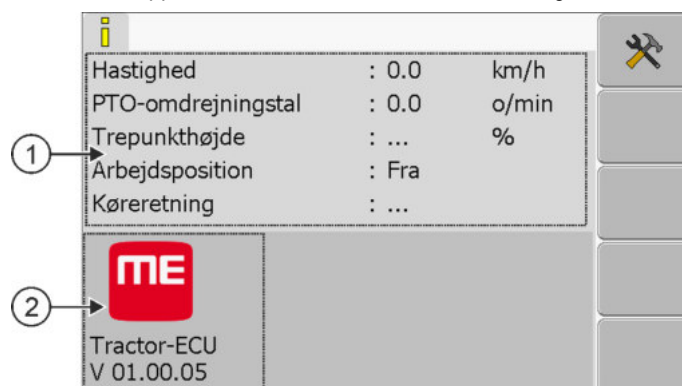 Hastighed : 0.0 km/h
PTO-omdrejningstal : 0.0 o/min
Trepunkthøjde : ... %
Arbejdsposition : Fra
Køreretning : ...
1
ME
2
Tractor-ECU
V 01.00.05